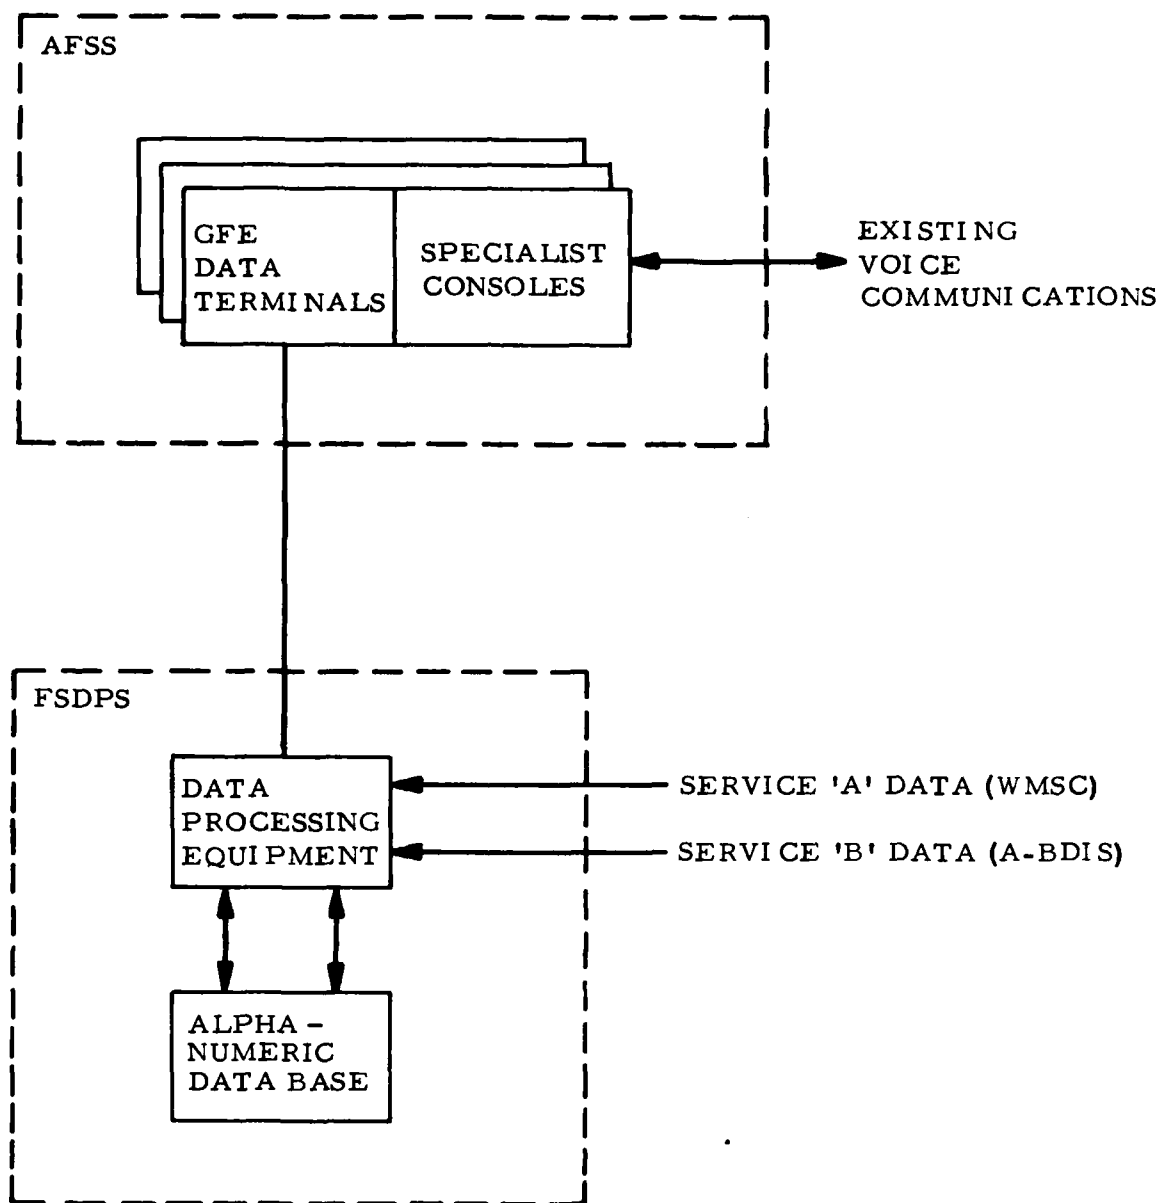 AFSS
GFE
DATA
TERMINALS
SPECIALIST
CONSOLES
EXISTING
VOICE
COMMUNICATIONS
FSDPS
DATA
PROCESSING
EQUIPMENT
SERVICE 'A' DATA (WMSC)
SERVICE 'B' DATA (A-BDIS)
ALPHA -
NUMERIC
DATA BASE